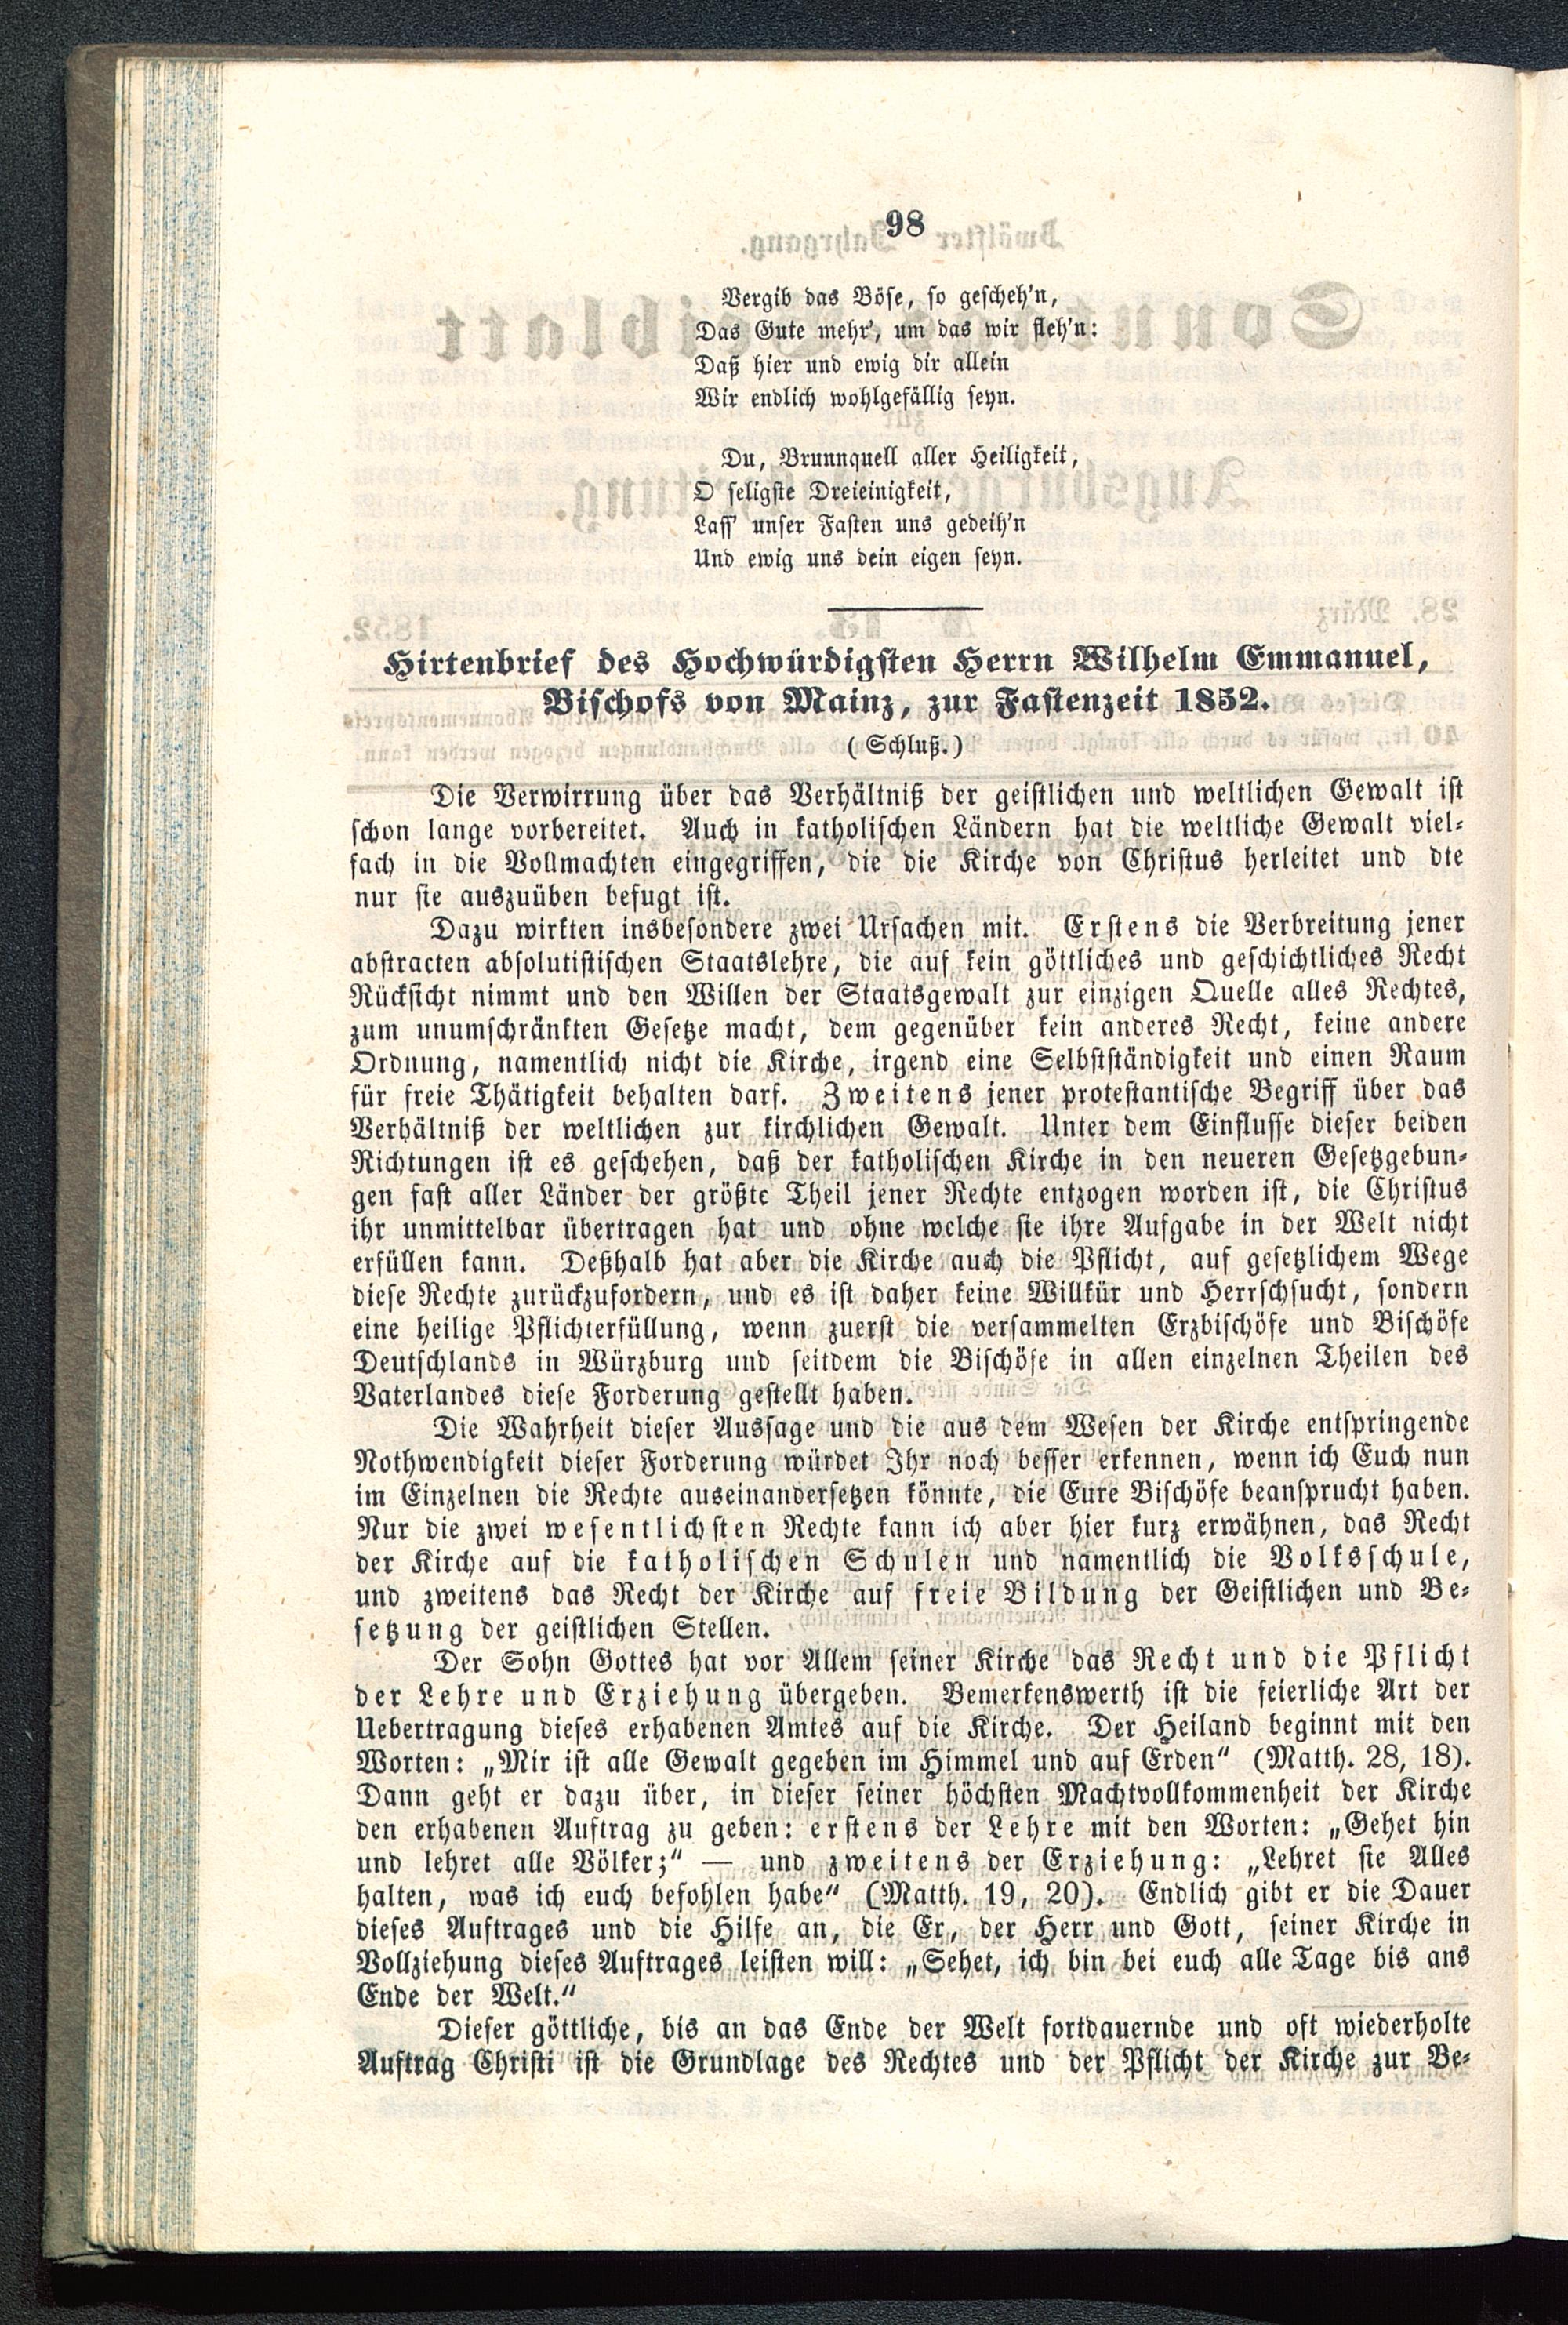 98
Vergib das Böse, so gescheh'n,
Das Gute mehr', um das wir fleh'n:
Daß hier und ewig dir allein
Wir endlich wohlgefällig seyn.
Du, Brunnquell aller Heiligkeit,
O seligste Dreieinigkeit,
Lass' unser Fasten uns gedeih'n
Und ewig uns dein eigen seyn.
Hirtenbrief des Hochwürdigsten Herrn Wilhelm Emmanuel,
Bischofs von Mainz, zur Fastenzeit 1852.
(Schluß.)
Die Verwirrung über das Verhältniß der geistlichen und weltlichen Gewalt ist
schon lange vorbereitet. Auch in katholischen Ländern hat die weltliche Gewalt viel-
fach in die Vollmachten eingegriffen, die die Kirche von Christus herleitet und dte
nur sie auszuüben befugt ist.
Dazu wirkten insbesondere zwei Ursachen mit. Erstens die Verbreitung jener
abstracten absolutistischen Staatslehre, die auf kein göttliches und geschichtliches Recht
Rücksicht nimmt und den Willen der Staatsgewalt zur einzigen Quelle alles Rechtes,
zum unumschränkten Gesetze macht, dem gegenüber kein anderes Recht, keine andere
Ordnung, namentlich nicht die Kirche, irgend eine Selbstständigkeit und einen Raum
für freie Thätigkeit behalten darf. Zweitens jener protestantische Begriff über das
Verhältniß der weltlichen zur kirchlichen Gewalt. Unter dem Einflusse dieser beiden
Richtungen ist es geschehen, daß der katholischen Kirche in den neueren Gesetzgebun-
gen fast aller Länder der größte Theil jener Rechte entzogen worden ist, die Christus
ihr unmittelbar übertragen hat und ohne welche sie ihre Aufgabe in der Welt nicht
erfüllen kann. Deßhalb hat aber die Kirche auch die Pflicht, auf gesetzlichem Wege
diese Rechte zurückzufordern, und es ist daher keine Willkür und Herrschsucht, sondern
eine heilige Pflichterfüllung, wenn zuerst die versammelten Erzbischöfe und Bischöfe
Deutschlands in Würzburg und seitdem die Bischöfe in allen einzelnen Theilen des
Vaterlandes diese Forderung gestellt haben.
Die Wahrheit dieser Aussage und die aus dem Wesen der Kirche entspringende
Nothwendigkeit dieser Forderung würdet Ihr noch besser erkennen, wenn ich Euch nun
im Einzelnen die Rechte auseinandersetzen könnte, die Eure Bischöfe beansprucht haben.
Nur die zwei wesentlichsten Rechte kann ich aber hier kurz erwähnen, das Recht
der Kirche auf die katholischen Schulen und namentlich die Volksschule,
und zweitens das Recht der Kirche auf freie Bildung der Geistlichen und Be-
setzung der geistlichen Stellen.
Der Sohn Gottes hat vor Allem seiner Kirche das Recht und die Pflicht
der Lehre und Erziehung übergeben. Bemerkenswerth ist die feierliche Art der
Uebertragung dieses erhabenen Amtes auf die Kirche. Der Heiland beginnt mit den
Worten: „Mir ist alle Gewalt gegeben im Himmel und auf Erden“ (Matth. 28, 18).
Dann geht er dazu über, in dieser seiner höchsten Machtvollkommenheit der Kirche
den erhabenen Auftrag zu geben: erstens der Lehre mit den Worten: „Gehet hin
und lehret alle Völker;“ — und zweitens der Erziehung: „Lehret sie Alles
halten, was ich euch befohlen habe“ (Matth. 19, 20). Endlich gibt er die Dauer
dieses Auftrages und die Hilfe an, die Er, der Herr und Gott, seiner Kirche in
Vollziehung dieses Auftrages leisten will: „Sehet, ich bin bei euch alle Tage bis ans
Ende der Welt.“
Dieser göttliche, bis an das Ende der Welt fortdauernde und oft wiederholte
Auftrag Christi ist die Grundlage des Rechtes und der Pflicht der Kirche zur Be-